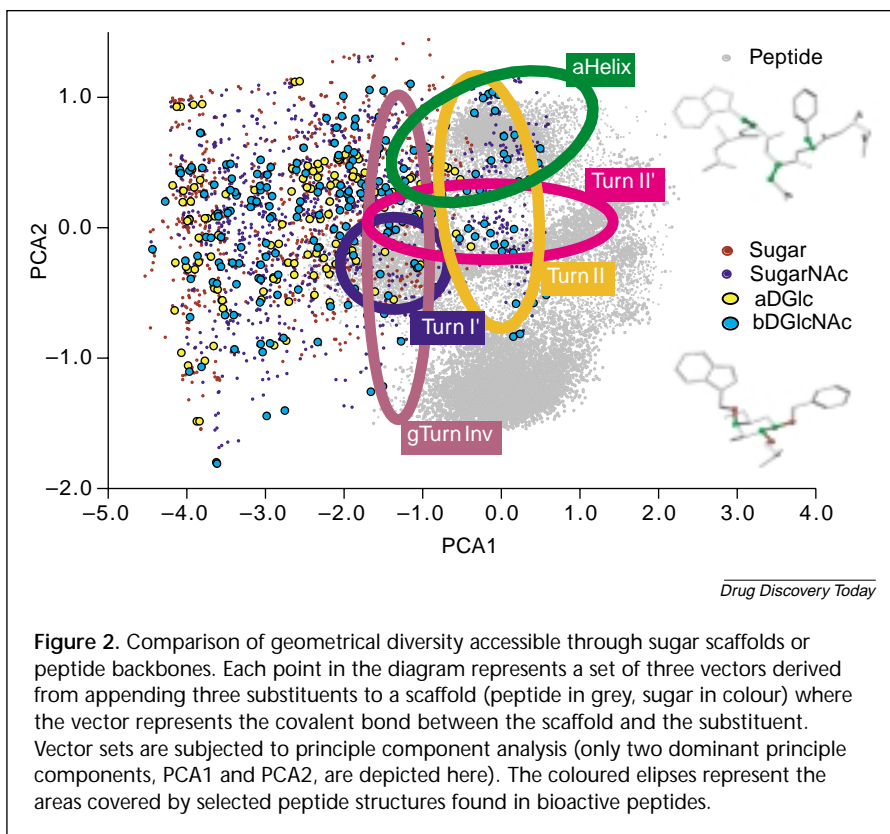 1.0
0.0
−1.0
−2.0
PCA2
−5.0 −4.0 −3.0 −2.0 −1.0 0.0 1.0 2.0 3.0 4.0
PCA1
aHelix
Turn II'
Turn II
Turn I'
gTurn Inv
Peptide
Sugar
SugarNAc
aDGlc
bDGlcNAc
Drug Discovery Today
Figure 2. Comparison of geometrical diversity accessible through sugar scaffolds or
peptide backbones. Each point in the diagram represents a set of three vectors derived
from appending three substituents to a scaffold (peptide in grey, sugar in colour) where
the vector represents the covalent bond between the scaffold and the substituent.
Vector sets are subjected to principle component analysis (only two dominant principle
components, PCA1 and PCA2, are depicted here). The coloured elipses represent the
areas covered by selected peptide structures found in bioactive peptides.